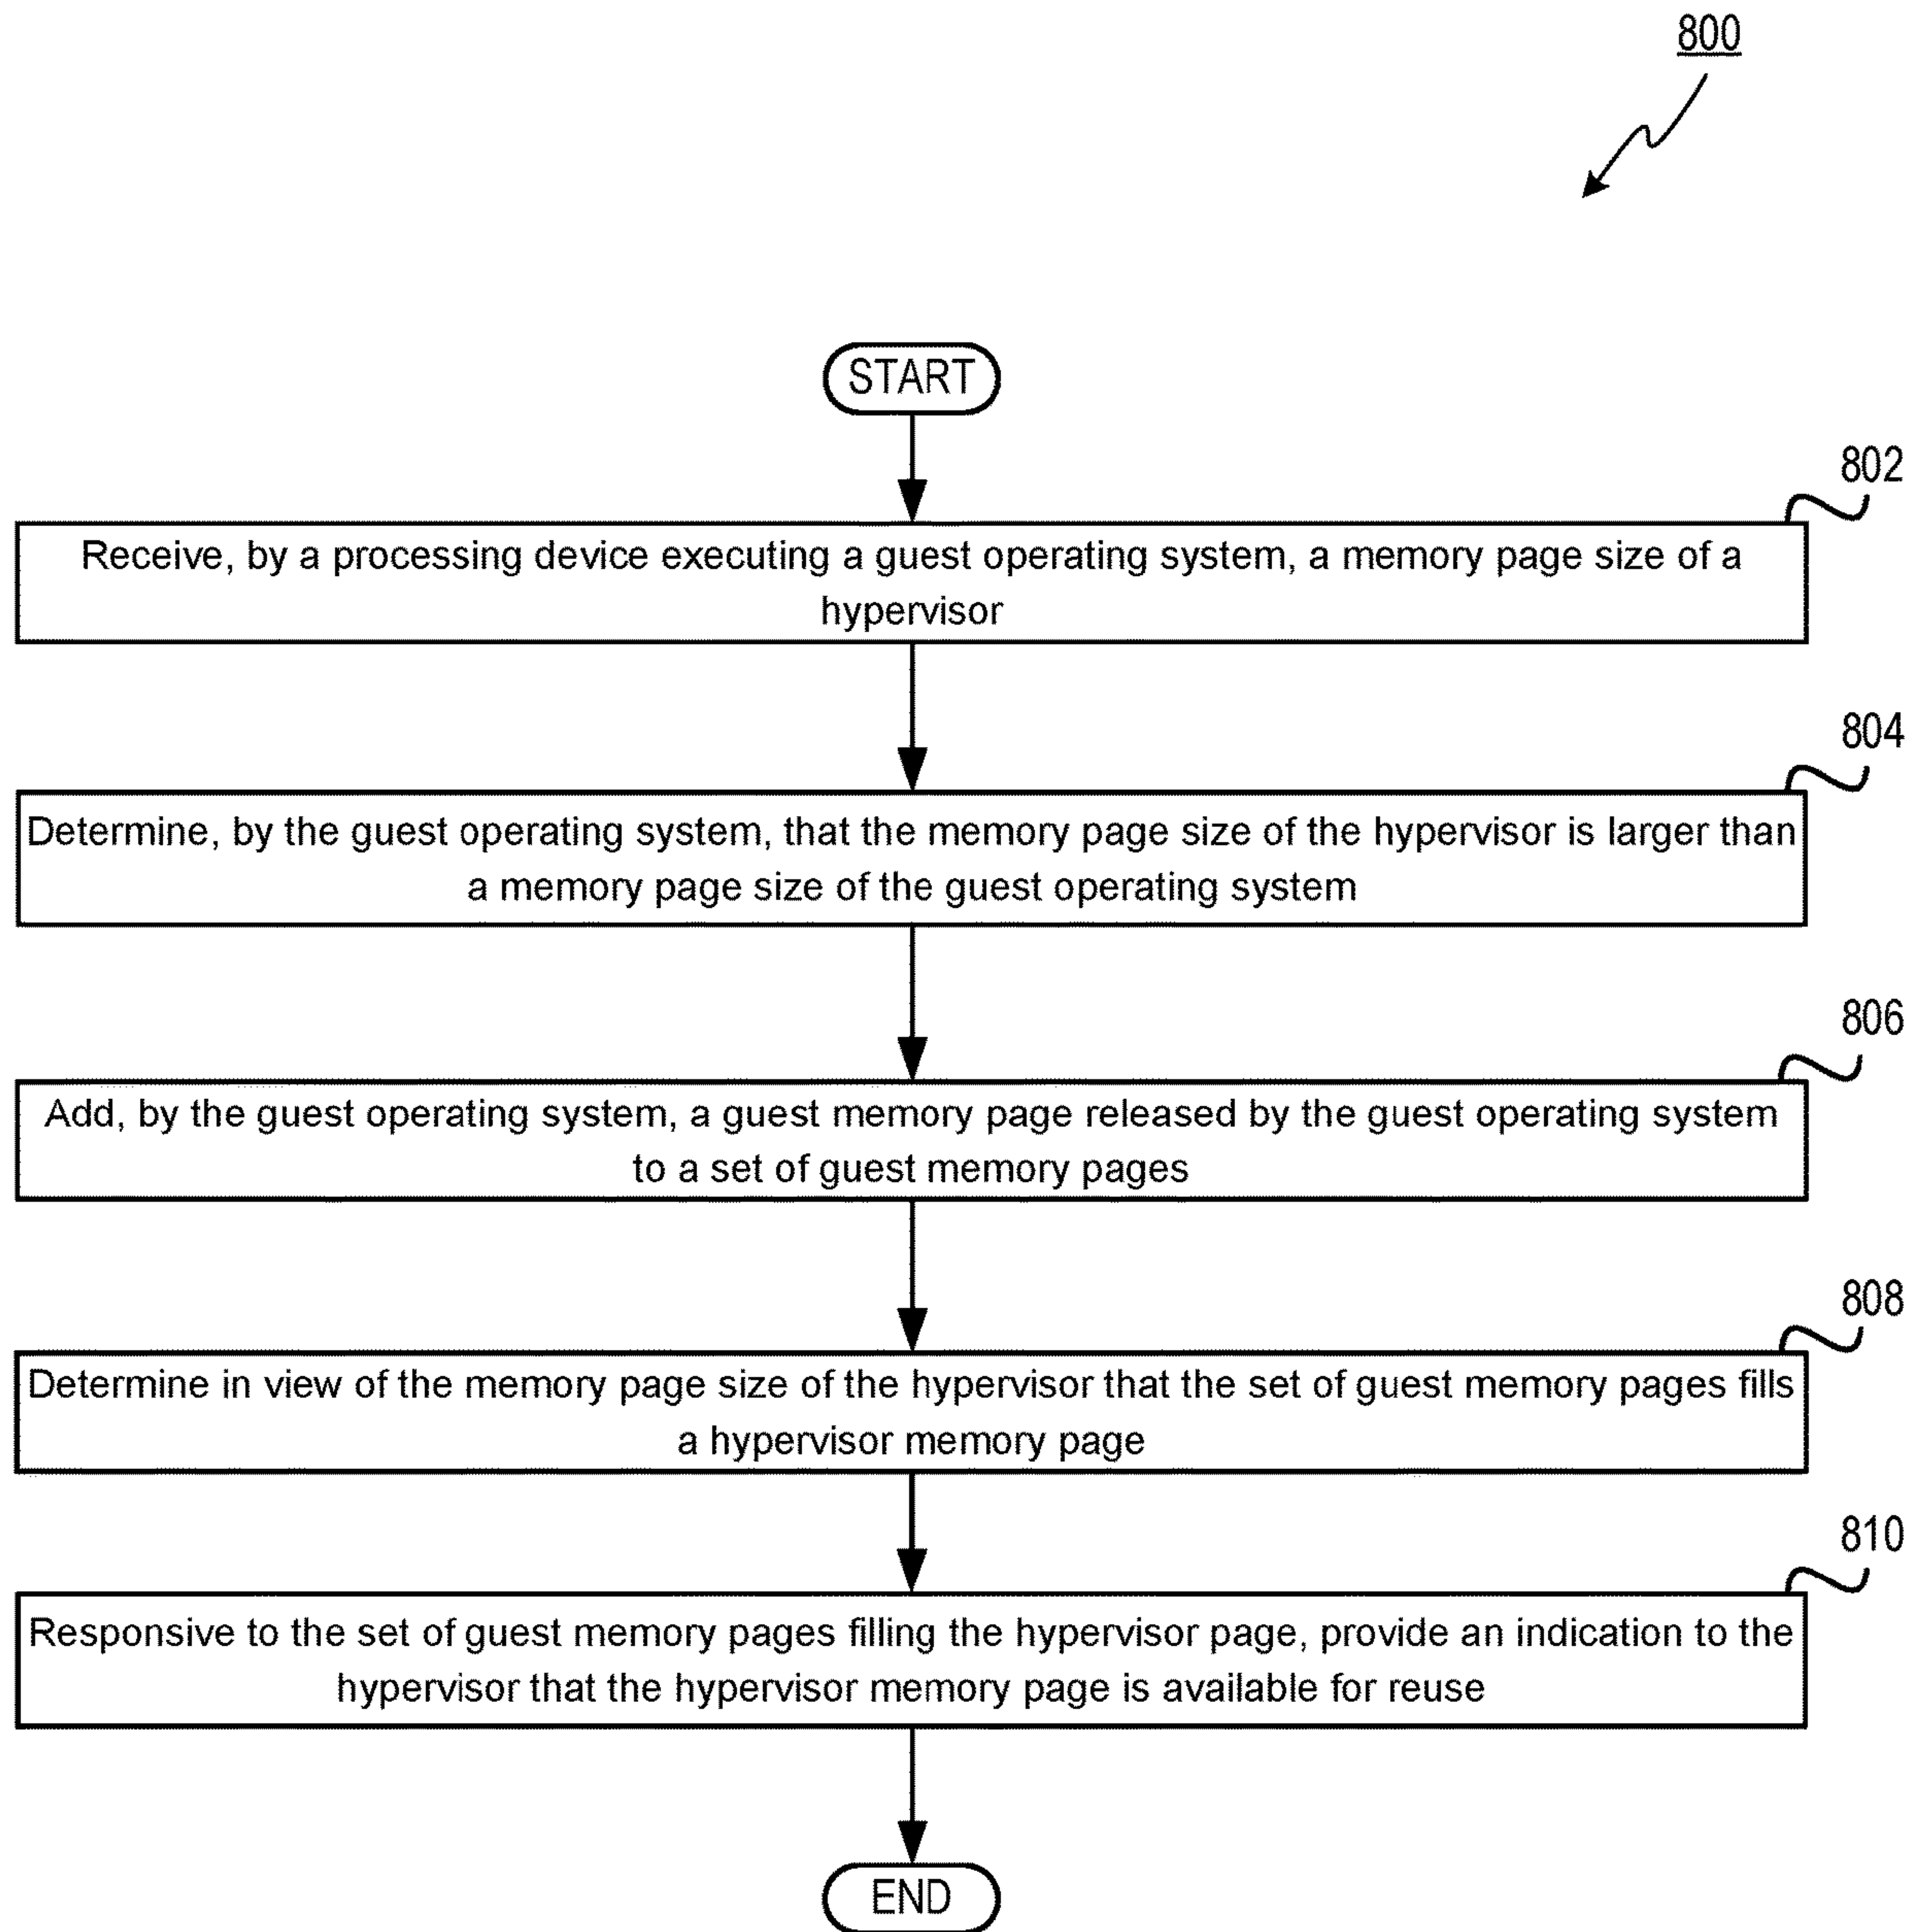 800
START
802
Receive, by a processing device executing a guest operating system, a memory page size of a
hypervisor
804
Determine, by the guest operating system, that the memory page size of the hypervisor is larger than
a memory page size of the guest operating system
806
Add, by the guest operating system, a guest memory page released by the guest operating system
to a set of guest memory pages
808
Determine in view of the memory page size of the hypervisor that the set of guest memory pages fills
a hypervisor memory page
810
Responsive to the set of guest memory pages filling the hypervisor page, provide an indication to the
hypervisor that the hypervisor memory page is available for reuse
END